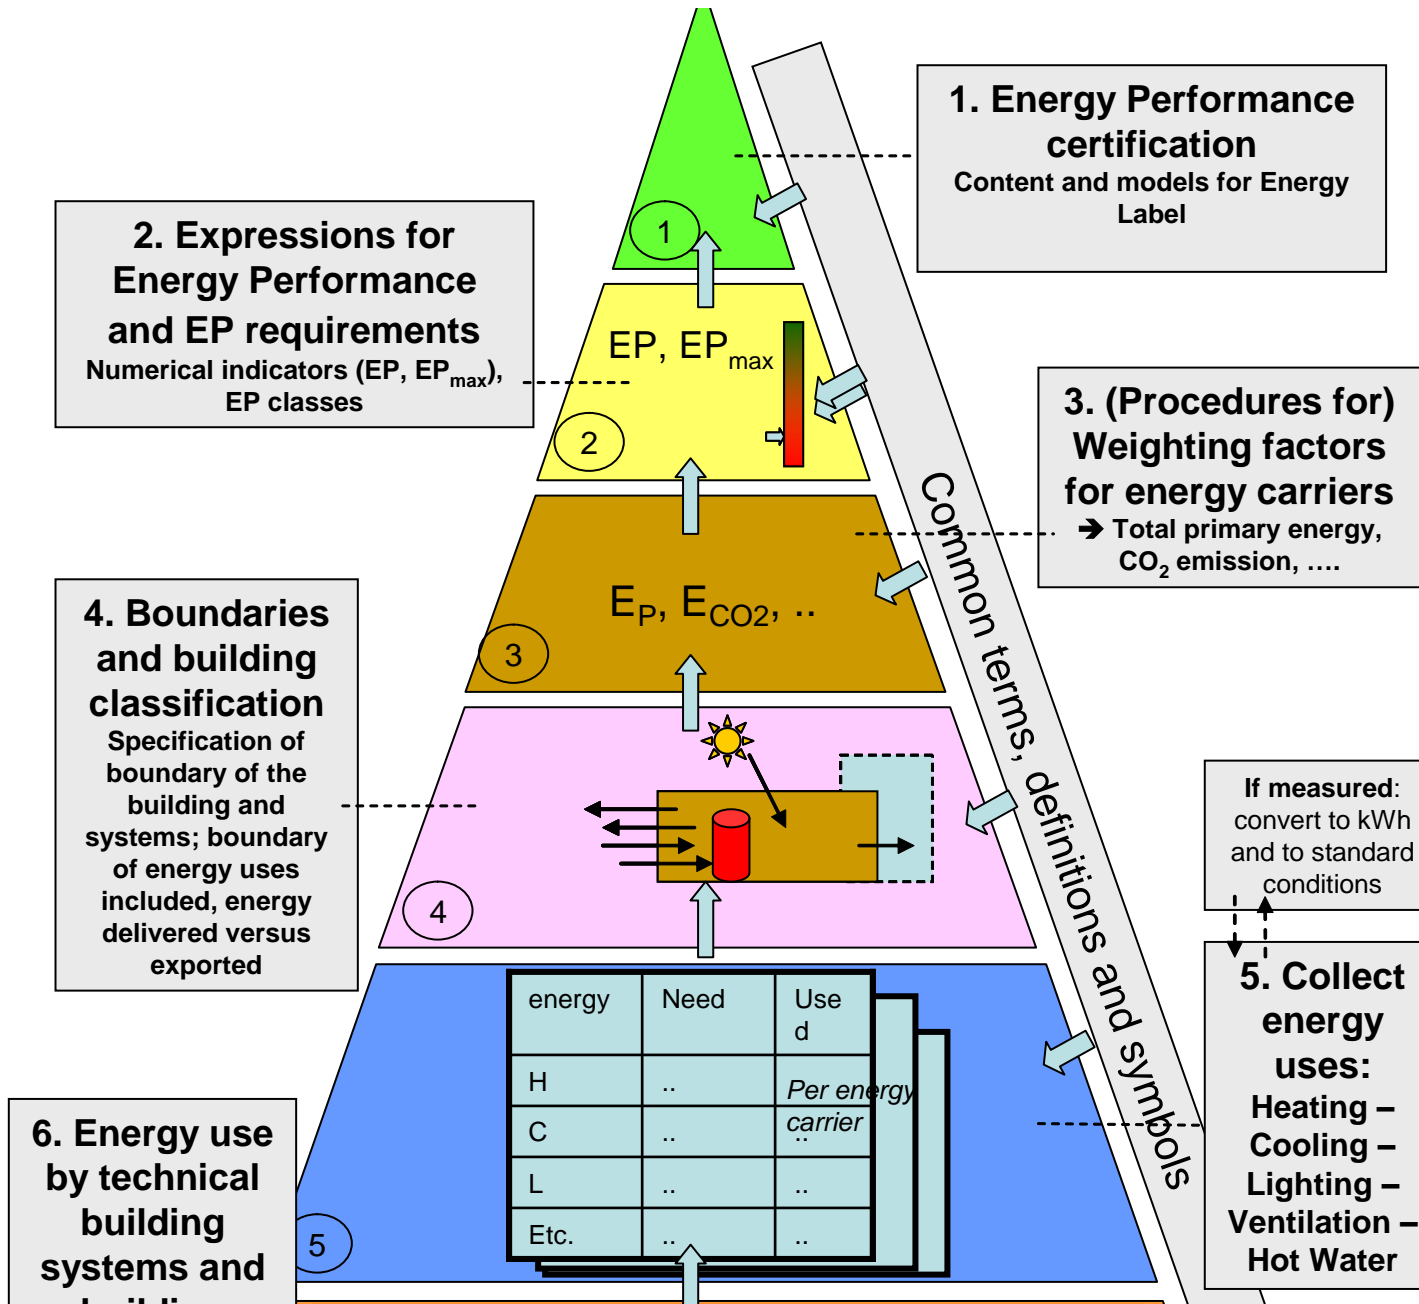 1. Energy Performance
certification
Content and models for Energy
Label
2. Expressions for
Energy Performance
and EP requirements
Numerical indicators (EP, EPmax),
EP classes
1
EP, EPmax
2
3. (Procedures for)
Weighting factors
for energy carriers
➔ Total primary energy,
CO2 emission, ….
EP, ECO2, ..
3
4. Boundaries
and building
classification
Specification of
boundary of the
building and
systems; boundary
of energy uses
included, energy
delivered versus
exported
4
Common terms, definitions and symbols
If measured:
convert to kWh
and to standard
conditions
5. Collect
energy
uses:
Heating –
Cooling –
Lighting –
Ventilation –
Hot Water
energy Need Use
d
H .. Per energy
carrier
C .. ..
L .. ..
Etc. .. ..
5
6. Energy use
by technical
building
systems and